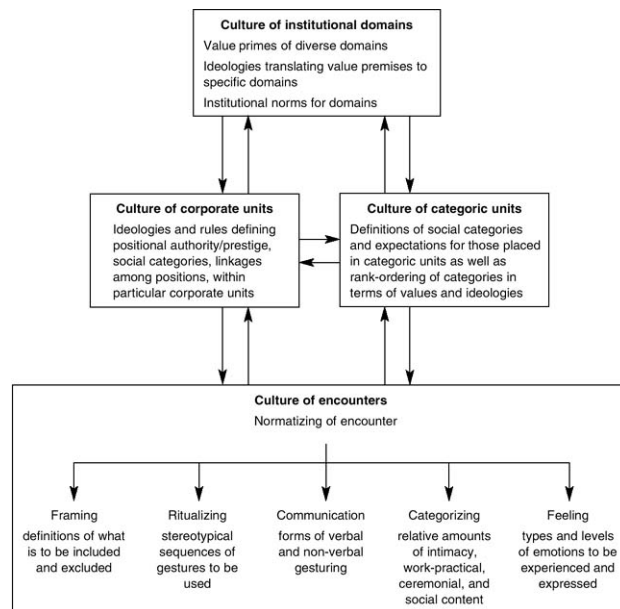 Culture of institutional domains
Value primes of diverse domains
Ideologies translating value premises to
specific domains
Institutional norms for domains
Culture of corporate units
Ideologies and rules defining
positional authority/prestige,
social categories, linkages
among positions, within
particular corporate units
Culture of categoric units
Definitions of social categories
and expectations for those placed
in categoric units as well as
rank-ordering of categories in
terms of values and ideologies
Culture of encounters
Normatizing of encounter
Framing
definitions of what
is to be included
and excluded
Ritualizing
stereotypical
sequences of
gestures to be
used
Communication
forms of verbal
and non-verbal
gesturing
Categorizing
relative amounts
of intimacy,
work-practical,
ceremonial, and
social content
Feeling
types and levels
of emotions to be
experienced and
expressed